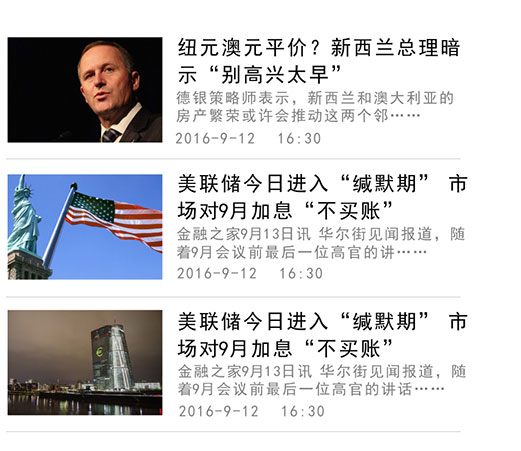 纽元澳元平价？新西兰总理暗
示“别高兴太早”
德银策略师表示，新西兰和澳大利亚的
房产繁荣或许会推动这两个邻……
2016-9-12 16:30
美联储今日进入“缄默期” 市
场对9月加息“不买账”
金融之家9月13日讯 华尔街见闻报道，随
着9月会议前最后一位高官的讲……
2016-9-12 16:30
美联储今日进入“缄默期” 市
场对9月加息“不买账”
金融之家9月13日讯 华尔街见闻报道，随
着9月会议前最后一位高官的讲话……
2016-9-12 16:30